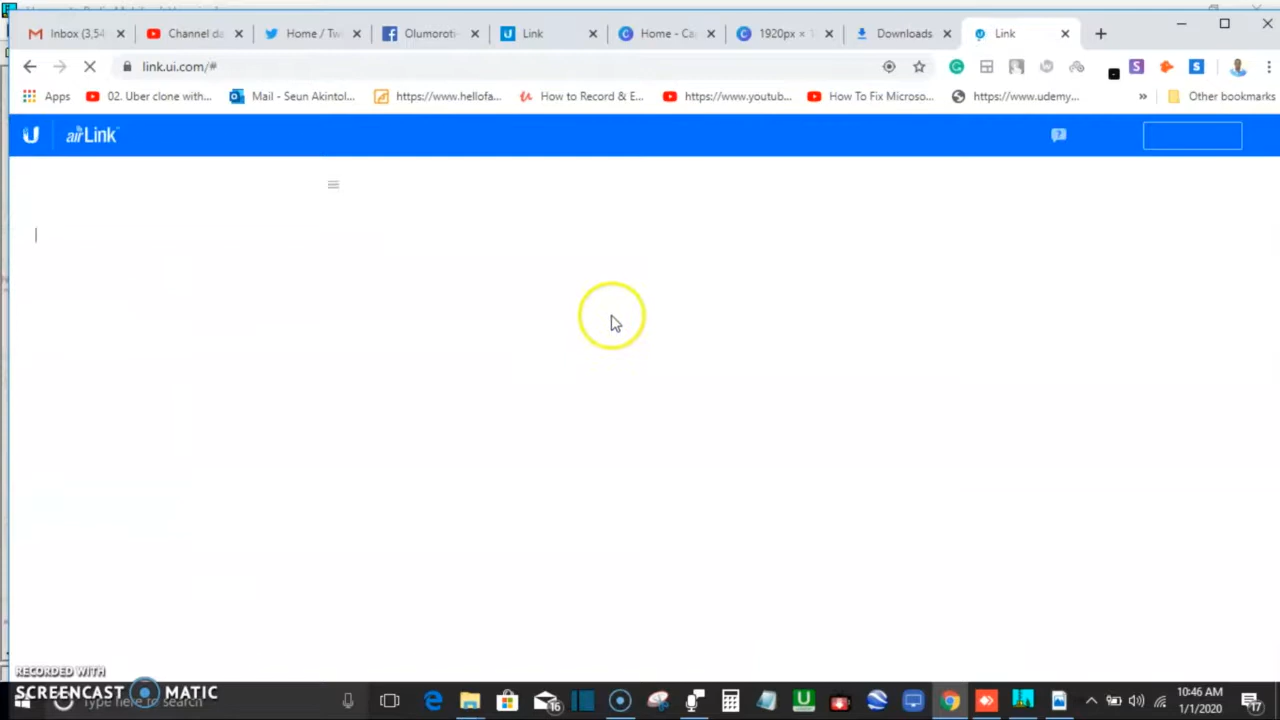 Inbox (3,54
Channel da
Home / Tw
Olumoroti
Link
Home - Ca
1920px ×
Downloads
Link
link.ui.com/#
Apps
02. Uber clone with...
Mail - Seun Akintol...
https://www.hellofa...
How to Record & E...
https://www.youtub...
How To Fix Microso...
https://www.udemy...
»
Other bookmarks
airLink
RECORDED WITH
SCREENCAST MATIC
Type here to search
16
10:46 AM
1/1/2020
17